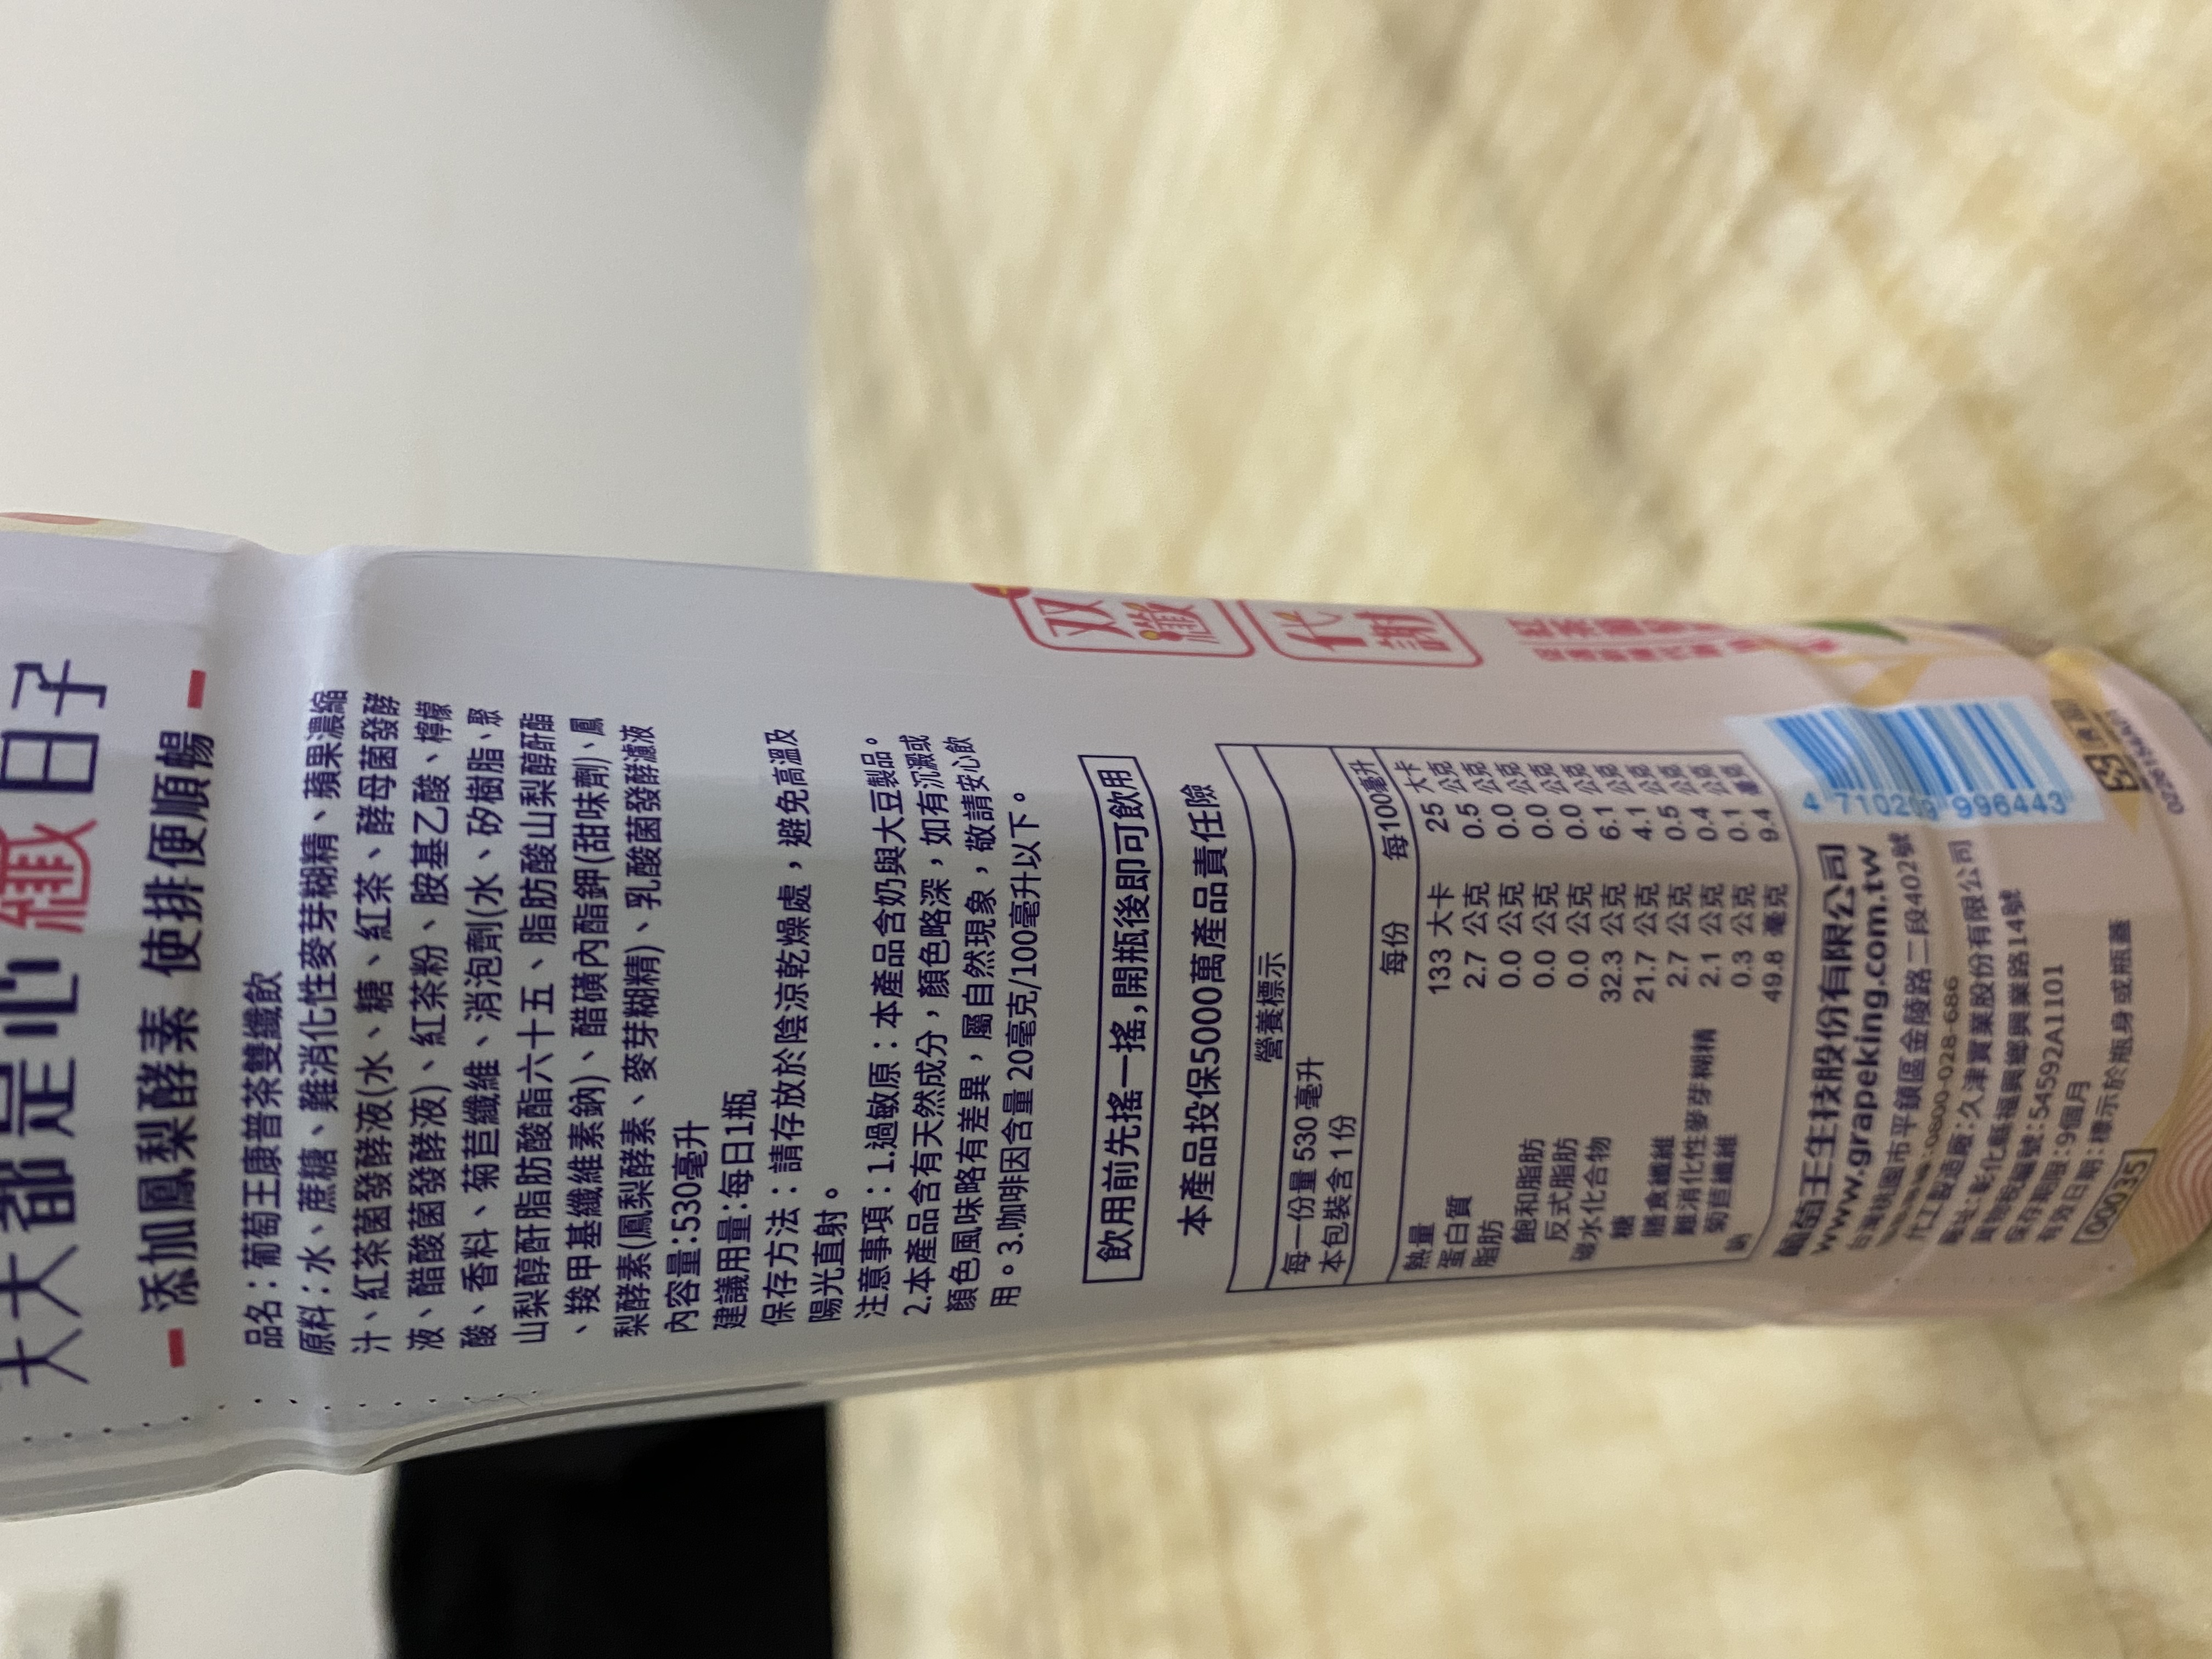 天天都是心纖日子
添加鳳梨酵素 使排便順暢
品名：葡萄王康普茶雙纖飲
原料：水、蔗糖、難消化性麥芽糊精、蘋果濃縮
汁、紅茶菌發酵液(水、糖、紅茶、酵母菌發酵
液、醋酸菌發酵液)、紅茶粉、胺基乙酸、檸檬
酸、香料、菊苣纖維、消泡劑(水、矽樹脂、聚
山梨醇酐脂肪酸酯六十五、脂肪酸山梨醇酐酯
、羧甲基纖維素鈉)、醋磺內酯鉀(甜味劑)、鳳
梨酵素(鳳梨酵素、麥芽糊精)、乳酸菌發酵濾液
內容量:530毫升
建議用量:每日1瓶
保存方法：請存放於陰涼乾燥處，避免高溫及
陽光直射。
注意事項：1.過敏原：本產品含奶與大豆製品。
2.本產品含有天然成分，顏色略深，如有沉澱或
顏色風味略有差異，屬自然現象，敬請安心飲
用。3.咖啡因含量 20毫克/100毫升以下。
飲用前先搖一搖,開瓶後即可飲用
本產品投保5000萬產品責任險
營養標示
每一份量 530 毫升
本包裝含 1 份
每份 每100毫升
熱量 133 大卡 25 大卡
蛋白質 2.7 公克 0.5 公克
脂肪 0.0 公克 0.0 公克
飽和脂肪 0.0 公克 0.0 公克
反式脂肪 0.0 公克 0.0 公克
碳水化合物 32.3 公克 6.1 公克
糖 21.7 公克 4.1 公克
膳食纖維 2.7 公克 0.5 公克
難消化性麥芽糊精 2.1 公克 0.4 公克
菊苣纖維 0.3 公克 0.1 公克
鈉 49.8 毫克 9.4 毫克
葡萄王生技股份有限公司
www.grapeking.com.tw
台灣桃園市平鎮區金陵路二段402號
:0800-028-686
代工製造廠:久津實業股份有限公司
廠址:彰化縣福興鄉興業路14號
:54592A1101
保存期限:9個月
有效日期:標示於瓶身或瓶蓋
00035
4 710209 996443
双纖
代謝